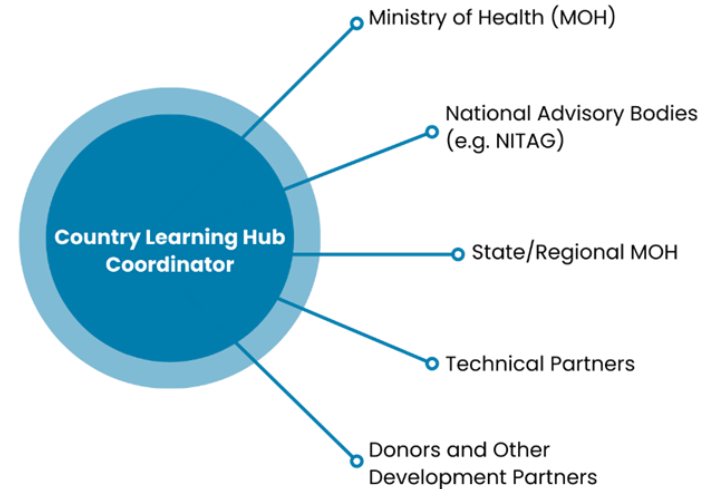 Ministry of Health (MOH)
National Advisory Bodies
(e.g. NITAG)
Country Learning Hub
Coordinator
State/Regional MOH
Technical Partners
Donors and Other
Development Partners